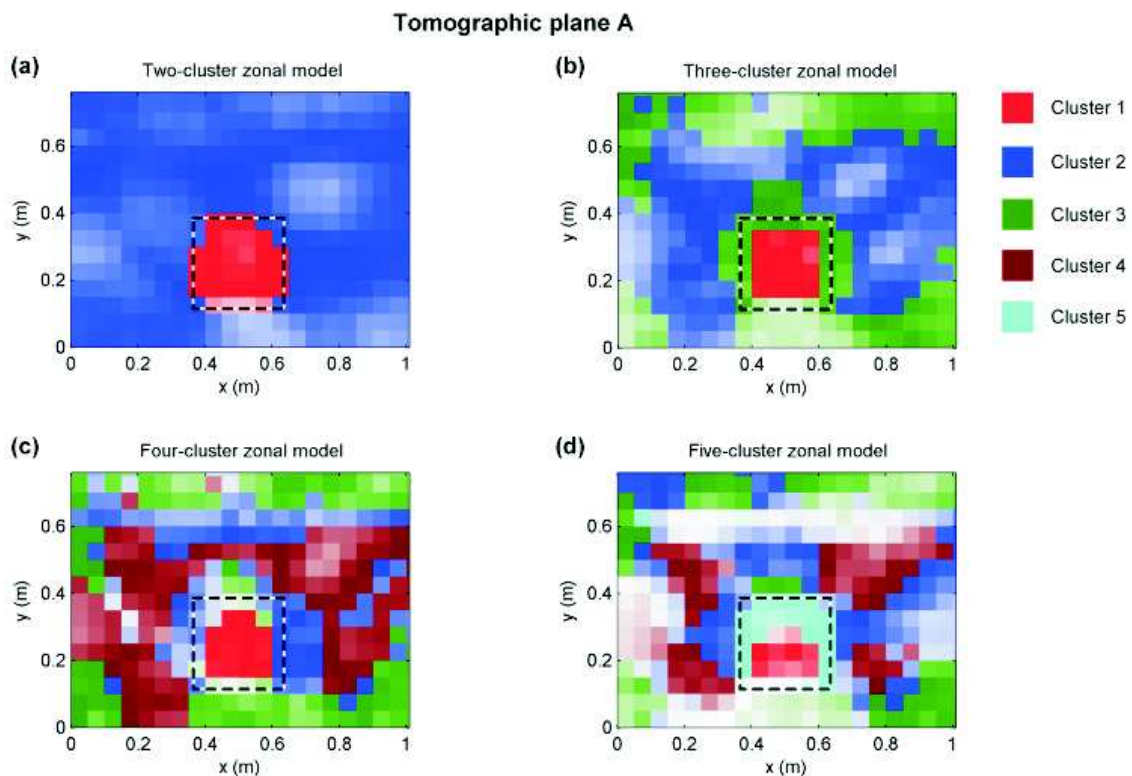 Tomographic plane A
(a)
Two-cluster zonal model
0.6
0.4
0.2
0
y (m)
0 0.2 0.4 0.6 0.8 1
x (m)
(b)
Three-cluster zonal model
0.6
0.4
0.2
0
y (m)
0 0.2 0.4 0.6 0.8 1
x (m)
Cluster 1
Cluster 2
Cluster 3
Cluster 4
Cluster 5
(c)
Four-cluster zonal model
0.6
0.4
0.2
0
y (m)
0 0.2 0.4 0.6 0.8 1
x (m)
(d)
Five-cluster zonal model
0.6
0.4
0.2
0
y (m)
0 0.2 0.4 0.6 0.8 1
x (m)